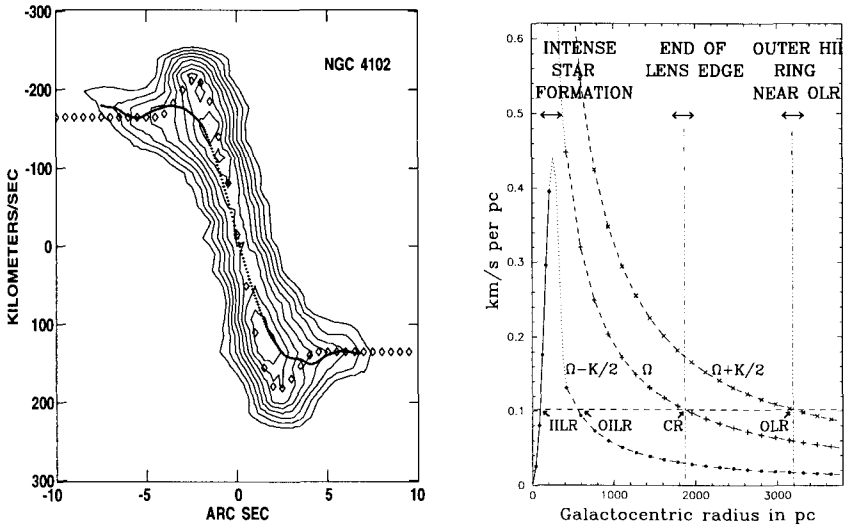 -300
-200
-100
0
100
200
300
KILOMETERS/SEC
NGC 4102
-10
-5
0
5
10
ARC SEC
0.6
0.5
0.4
0.3
0.2
0.1
0
km/s per pc
INTENSE
STAR
FORMATION
END OF
LENS EDGE
OUTER HII
RING
NEAR OLR
Ω−K/2
Ω
Ω+K/2
IILR
OILR
CR
OLR
0
1000
2000
3000
Galactocentric radius in pc